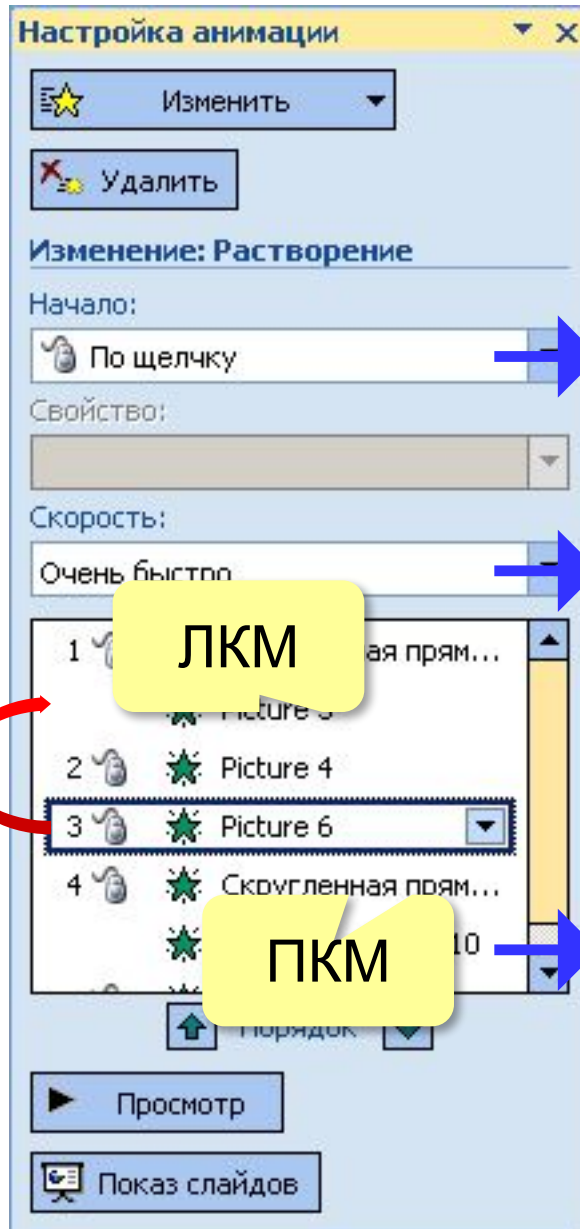 Настройка анимации
Изменить
Удалить
Изменение: Растворение
Начало:
По щелчку
Свойство:
Скорость:
Очень быстро
ЛКМ
1 ая прям...
Picture
2 Picture 4
3 Picture 6
4 Скругленная прям...
ПКМ
10
Порядок
Просмотр
Показ слайдов